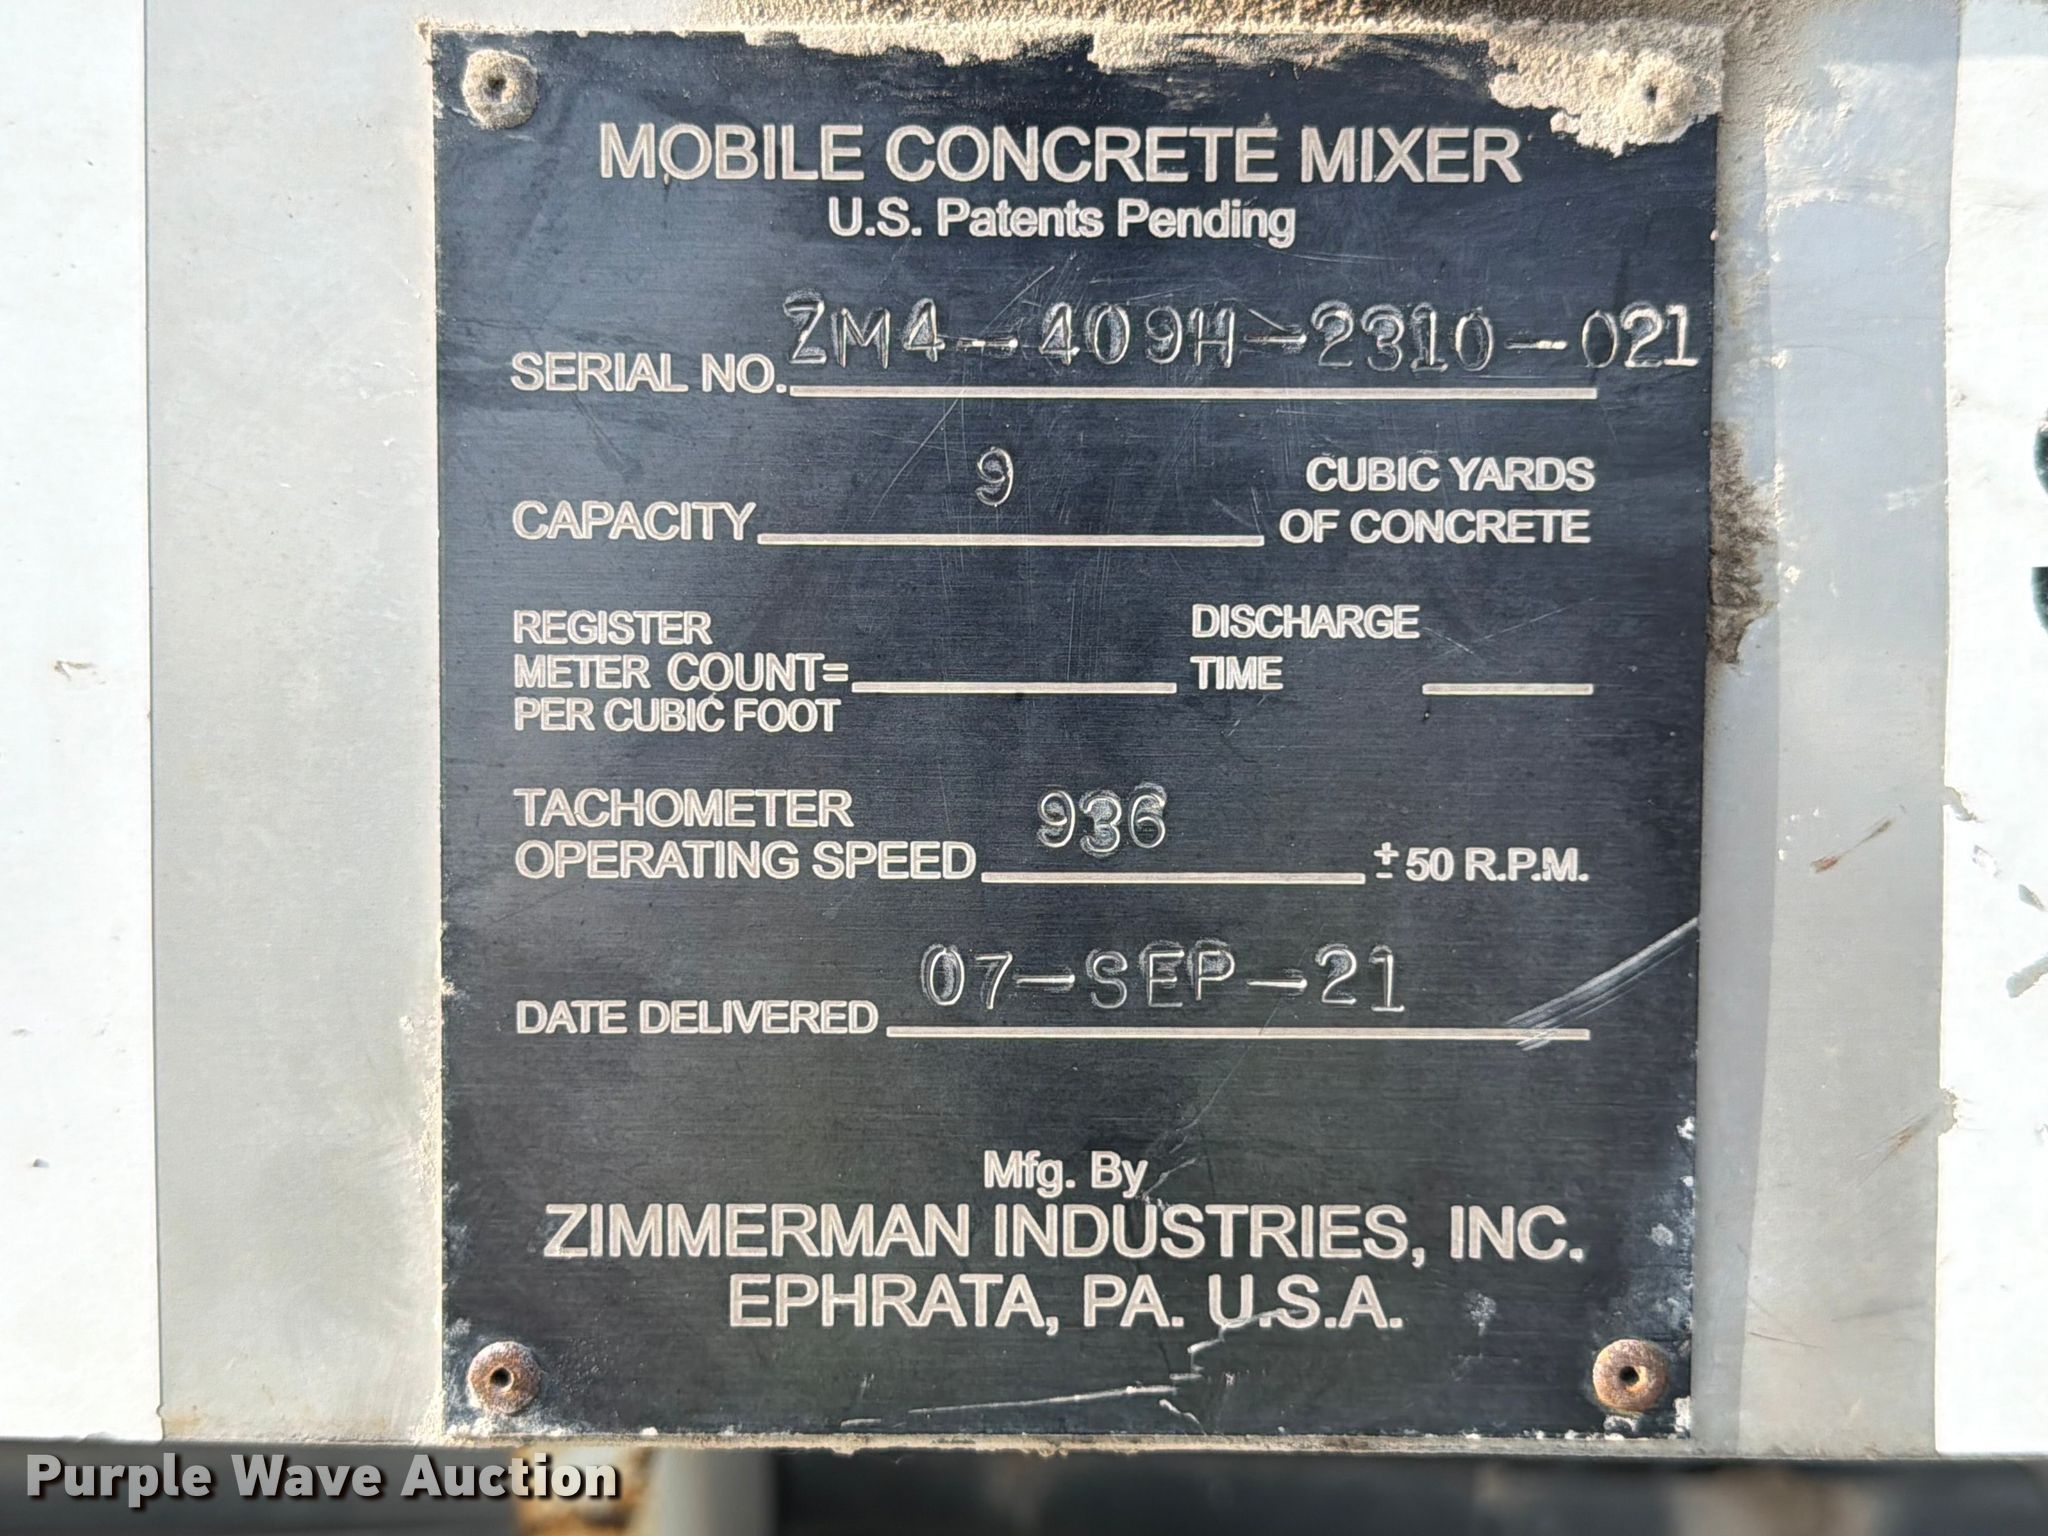 MOBILE CONCRETE MIXER
U.S. Patents Pending
SERIAL NO. ZM4-409H-2310-021
CAPACITY 9 CUBIC YARDS
OF CONCRETE
REGISTER
METER COUNT=
PER CUBIC FOOT
DISCHARGE
TIME
TACHOMETER
OPERATING SPEED 936 ± 50 R.P.M.
DATE DELIVERED 07-SEP-21
Mfg. By
ZIMMERMAN INDUSTRIES, INC.
EPHRATA, PA. U.S.A.
Purple Wave Auction